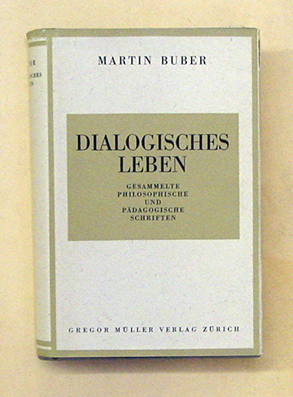 MARTIN BUBER
DIALOGISCHES
LEBEN
GESAMMELTE
PHILOSOPHISCHE
UND
PÄDAGOGISCHE
SCHRIFTEN
GREGOR MÜLLER VERLAG ZÜRICH